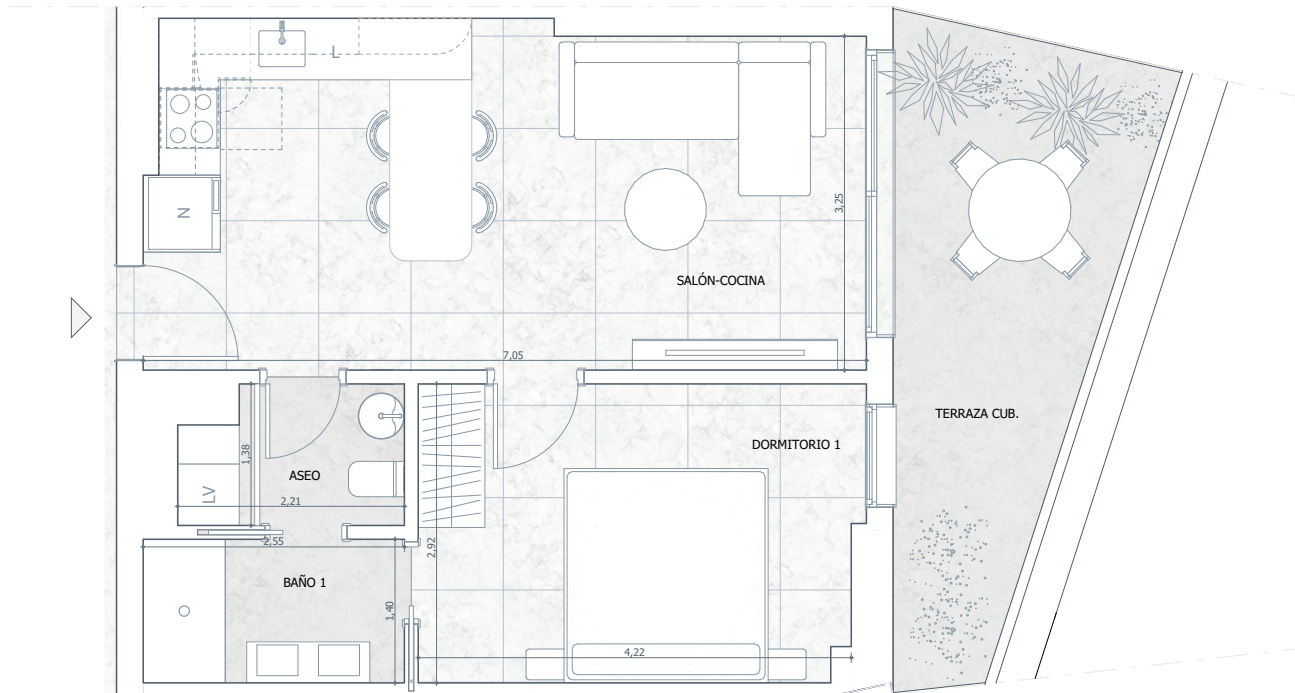 L
N
3,25
SALÓN-COCINA
7,05
TERRAZA CUB.
DORMITORIO 1
1,38
ASEO
LV
2,21
2,55
2,92
BAÑO 1
1,40
4,22